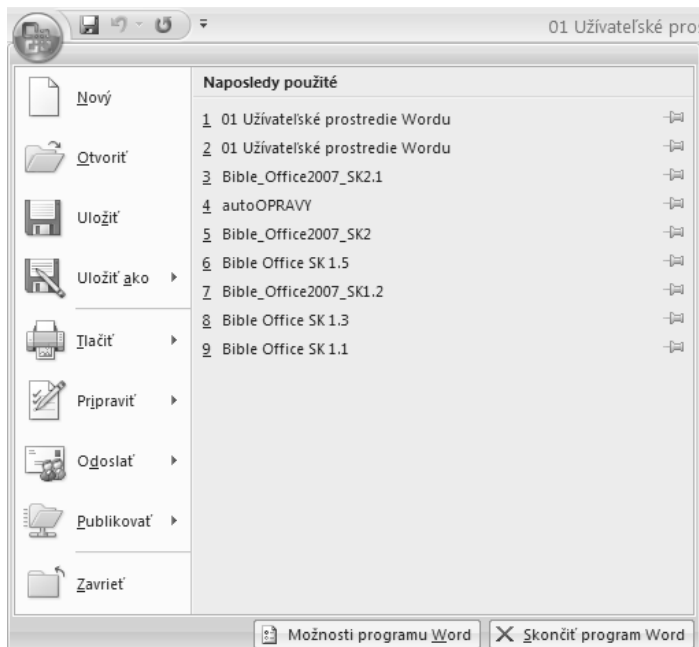 01 Užívateľské pro
Nový
Otvoriť
Uložiť
Uložiť ako
Tlačiť
Pripraviť
Odoslať
Publikovať
Zavrieť
Naposledy použité
1 01 Užívateľské prostredie Wordu
2 01 Užívateľské prostredie Wordu
3 Bible_Office2007_SK2.1
4 autoOPRAVY
5 Bible_Office2007_SK2
6 Bible Office SK 1.5
7 Bible_Office2007_SK1.2
8 Bible Office SK 1.3
9 Bible Office SK 1.1
Možnosti programu Word
Skončiť program Word